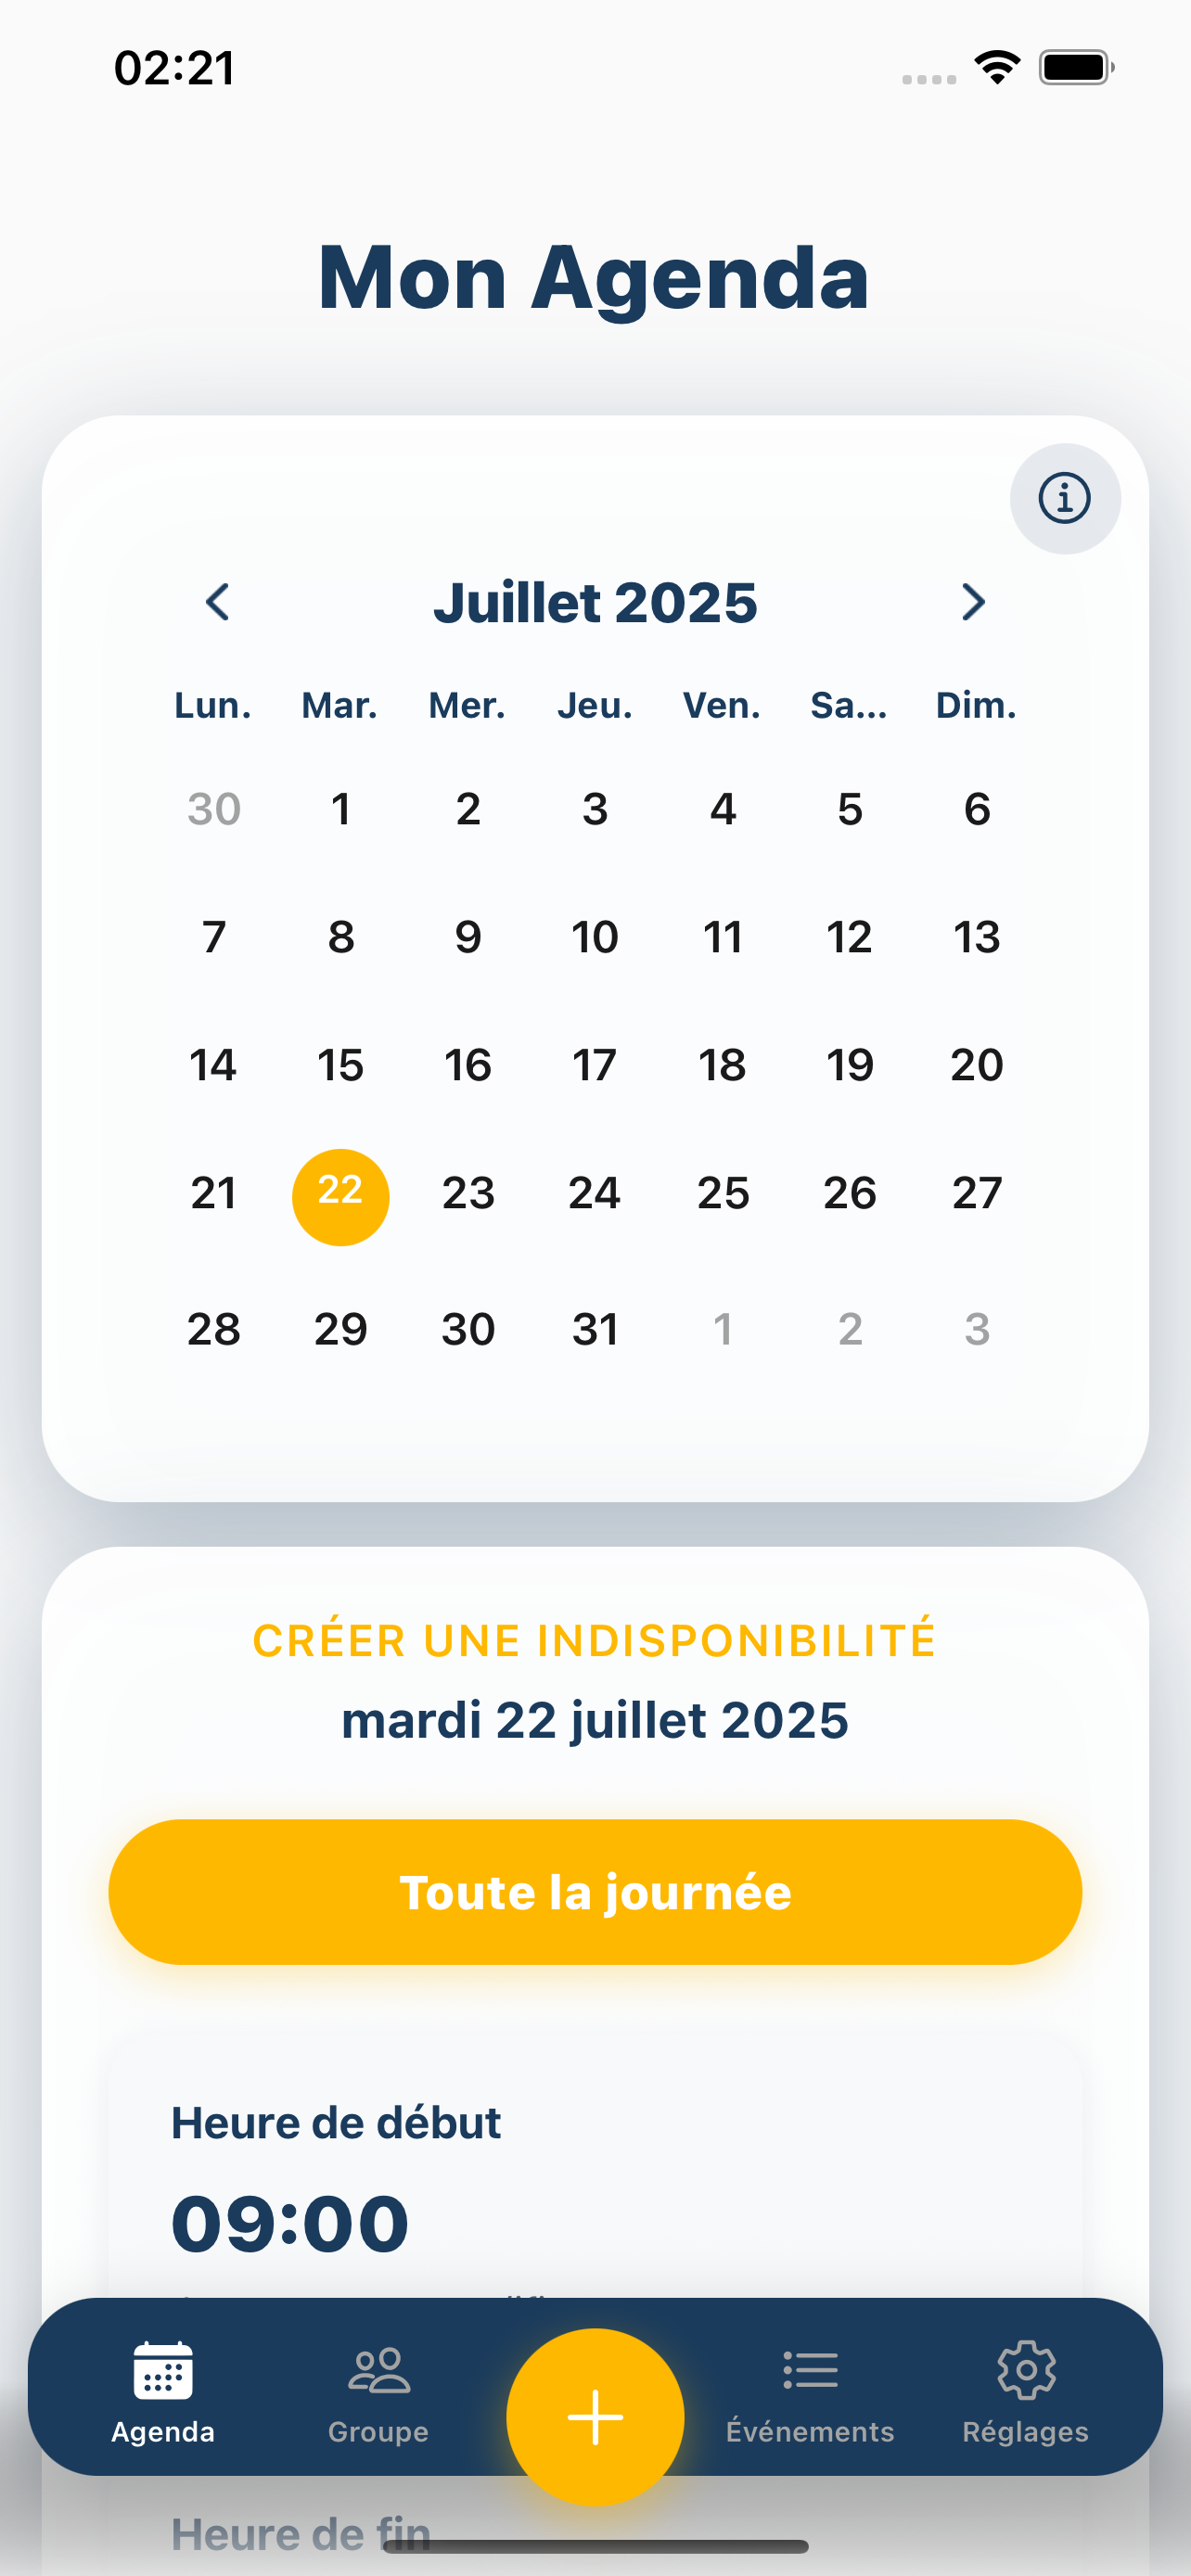 02:21
Mon Agenda
Juillet 2025
Lun. Mar. Mer. Jeu. Ven. Sa... Dim.
30 1 2 3 4 5 6
7 8 9 10 11 12 13
14 15 16 17 18 19 20
21 22 23 24 25 26 27
28 29 30 31 1 2 3
CRÉER UNE INDISPONIBILITÉ
mardi 22 juillet 2025
Toute la journée
Heure de début
09:00
Agenda Groupe Événements Réglages
Heure de fin